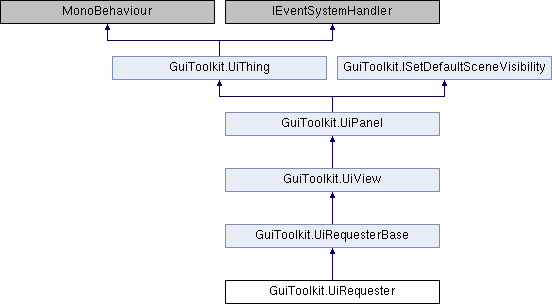 MonoBehaviour
IEventSystemHandler
GuiToolkit.UiThing
GuiToolkit.ISetDefaultSceneVisibility
GuiToolkit.UiPanel
GuiToolkit.UiView
GuiToolkit.UiRequesterBase
GuiToolkit.UiRequester